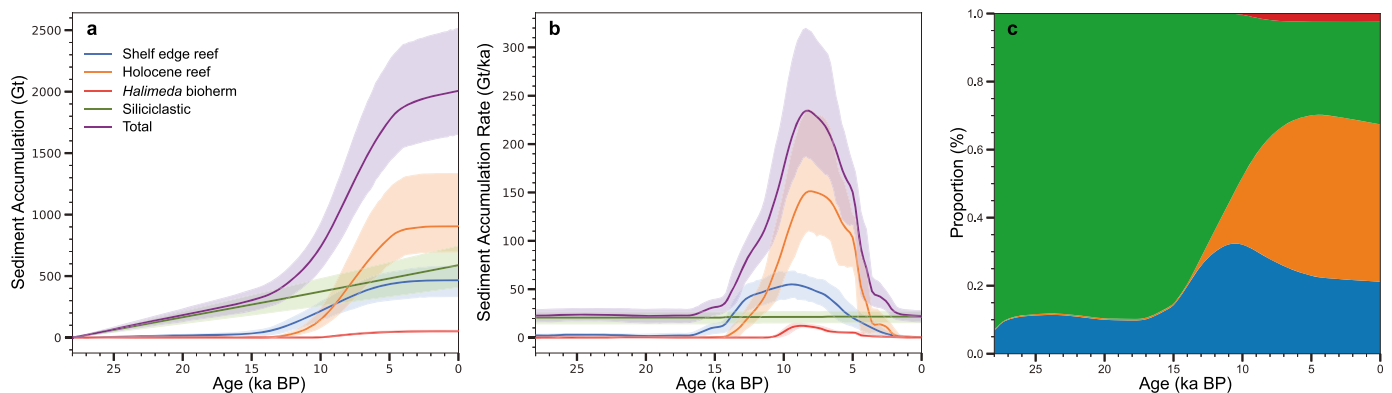 a
Shelf edge reef
Holocene reef
Halimeda bioherm
Siliciclastic
Total
Sediment Accumulation (Gt)
2500
2000
1500
1000
500
0
25
20
15
10
5
0
Age (ka BP)
b
Sediment Accumulation Rate (Gt/ka)
300
250
200
150
100
50
0
25
20
15
10
5
0
Age (ka BP)
c
Proportion (%)
1.0
0.8
0.6
0.4
0.2
0.0
25
20
15
10
5
0
Age (ka BP)